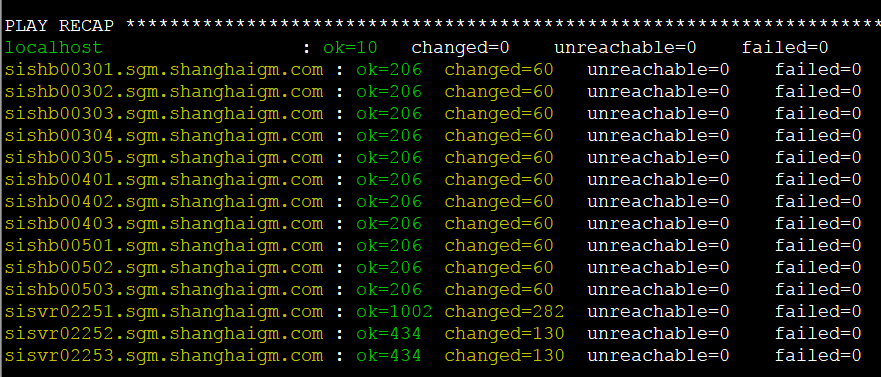 PLAY RECAP *********************************************************************
localhost : ok=10 changed=0 unreachable=0 failed=0
sishb00301.sgm.shanghaigm.com : ok=206 changed=60 unreachable=0 failed=0
sishb00302.sgm.shanghaigm.com : ok=206 changed=60 unreachable=0 failed=0
sishb00303.sgm.shanghaigm.com : ok=206 changed=60 unreachable=0 failed=0
sishb00304.sgm.shanghaigm.com : ok=206 changed=60 unreachable=0 failed=0
sishb00305.sgm.shanghaigm.com : ok=206 changed=60 unreachable=0 failed=0
sishb00401.sgm.shanghaigm.com : ok=206 changed=60 unreachable=0 failed=0
sishb00402.sgm.shanghaigm.com : ok=206 changed=60 unreachable=0 failed=0
sishb00403.sgm.shanghaigm.com : ok=206 changed=60 unreachable=0 failed=0
sishb00501.sgm.shanghaigm.com : ok=206 changed=60 unreachable=0 failed=0
sishb00502.sgm.shanghaigm.com : ok=206 changed=60 unreachable=0 failed=0
sishb00503.sgm.shanghaigm.com : ok=206 changed=60 unreachable=0 failed=0
sisvr02251.sgm.shanghaigm.com : ok=1002 changed=282 unreachable=0 failed=0
sisvr02252.sgm.shanghaigm.com : ok=434 changed=130 unreachable=0 failed=0
sisvr02253.sgm.shanghaigm.com : ok=434 changed=130 unreachable=0 failed=0